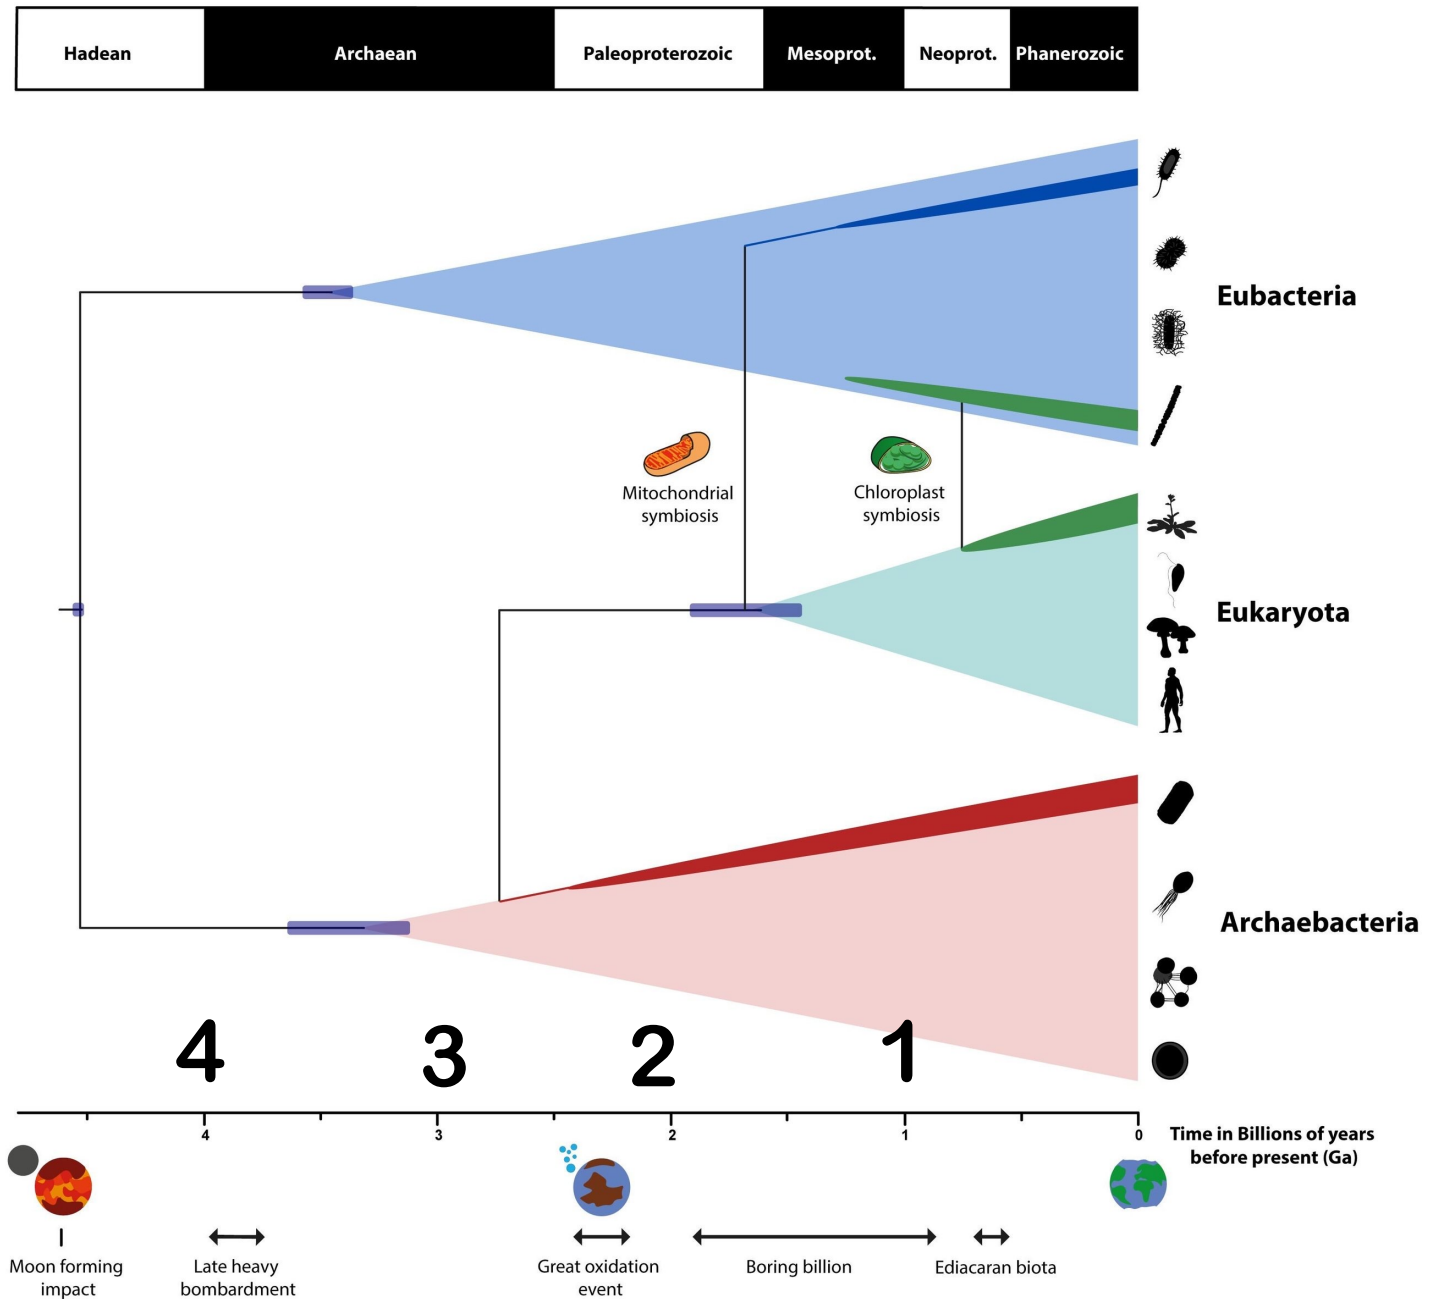 Hadean Archaean Paleoproterozoic Mesoprot. Neoprot. Phanerozoic
Eubacteria
Mitochondrial
symbiosis
Chloroplast
symbiosis
Eukaryota
Archaebacteria
4 3 2 1
4 3 2 1 0
Time in Billions of years
before present (Ga)
Moon forming
impact
Late heavy
bombardment
Great oxidation
event
Boring billion
Ediacaran biota